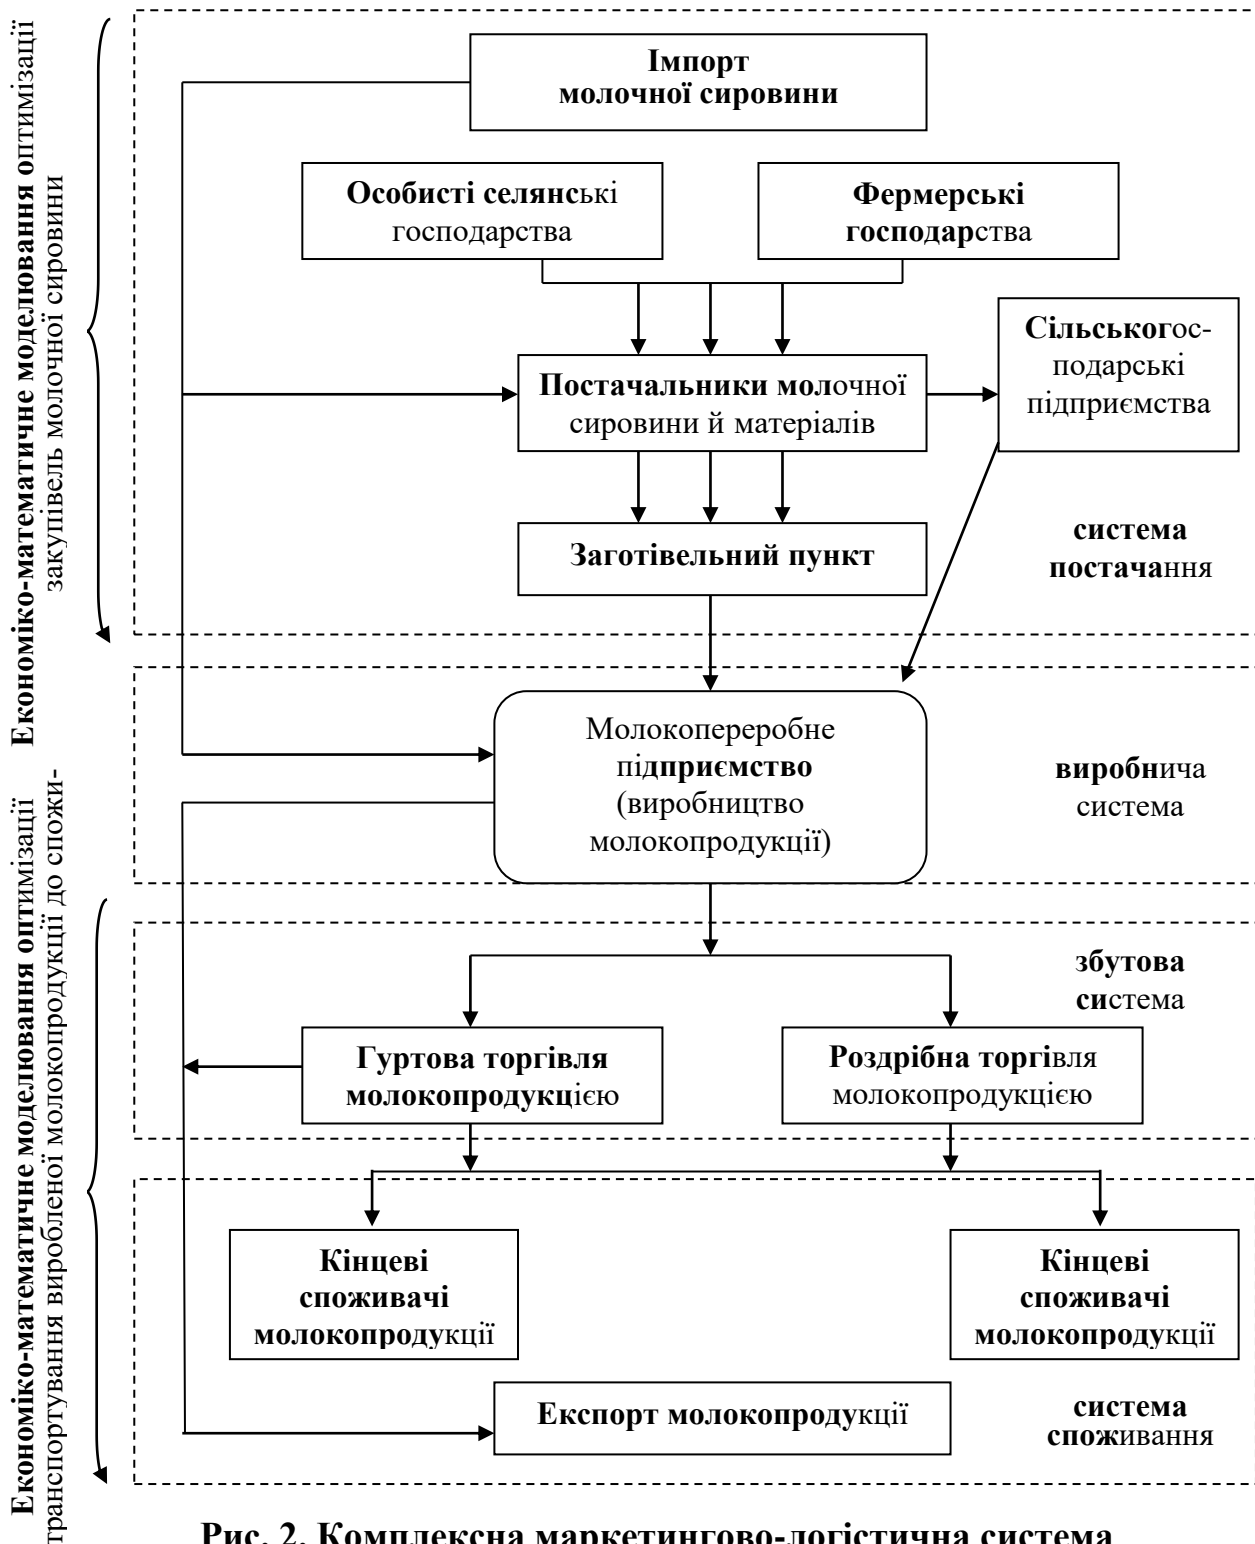 Економіко-математичне моделювання оптимізації
закупівель молочної сировини
Імпорт
молочної сировини
Особисті селянські
господарства
Фермерські
господарства
Сільськогос-
подарські
підприємства
Постачальники молочної
сировини й матеріалів
Заготівельний пункт
система
постачання
Молокопереробне
підприємство
(виробництво
молокопродукції)
виробнича
система
Економіко-математичне моделювання оптимізації
транспортування виробленої молокопродукції до спожи-
збутова
система
Гуртова торгівля
молокопродукцією
Роздрібна торгівля
молокопродукцією
Кінцеві
споживачі
молокопродукції
Кінцеві
споживачі
молокопродукції
Експорт молокопродукції
система
споживання
Рис. 2. Комплексна маркетингово-логістична система